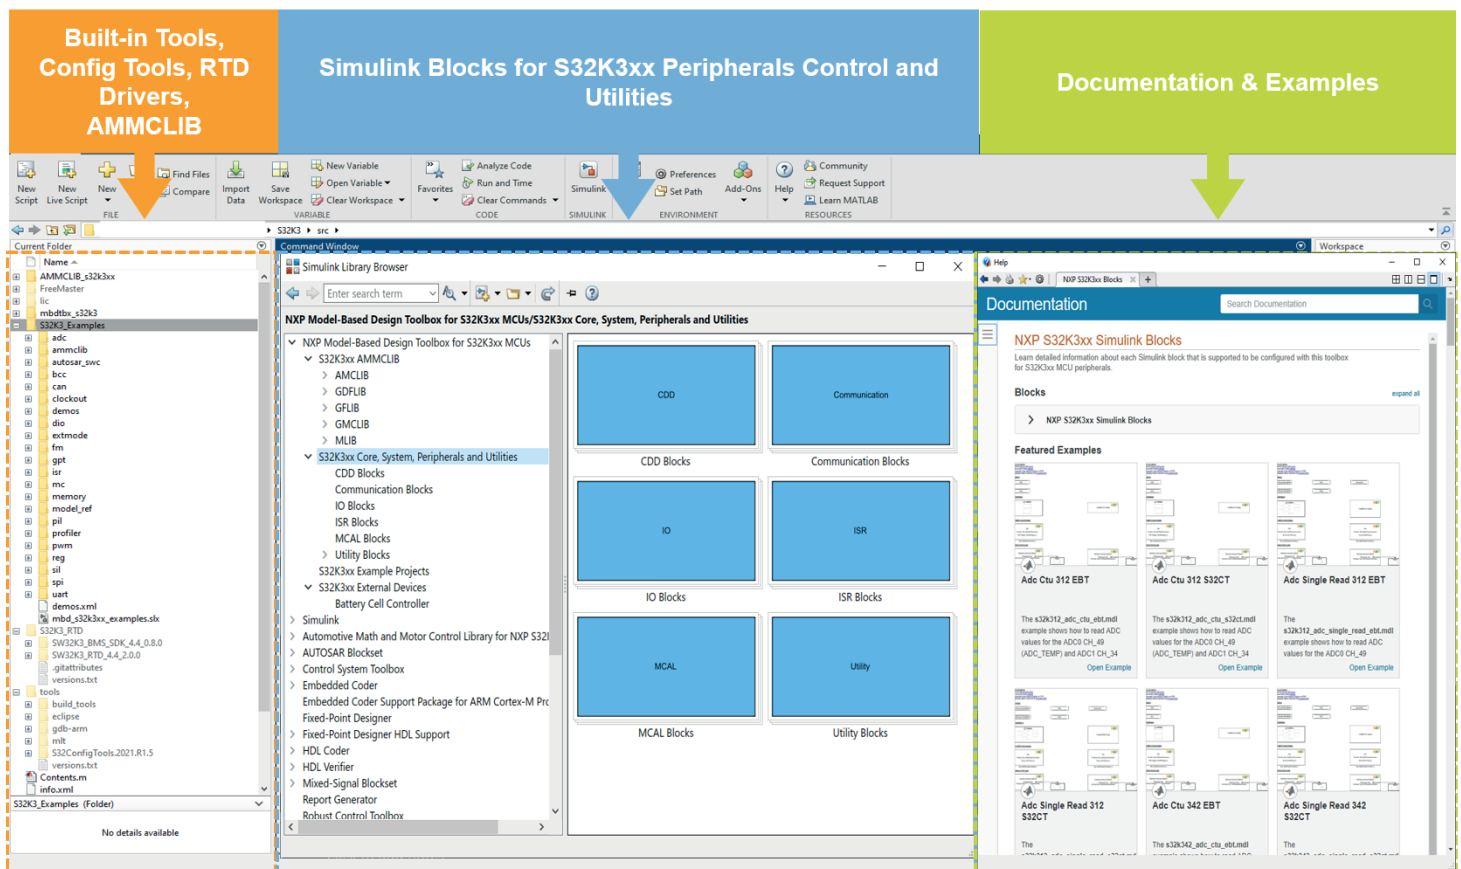 Built-in Tools,
Config Tools, RTD
Drivers,
AMMCLIB
Simulink Blocks for S32K3xx Peripherals Control and
Utilities
Documentation & Examples
New
Script
New
Live Script
New
Find Files
Compare
FILE
Import
Data
Save
Workspace
New Variable
Open Variable
Clear Workspace
VARIABLE
Favorites
Analyze Code
Run and Time
Clear Commands
CODE
Simulink
SIMULINK
Preferences
Set Path
Add-Ons
ENVIRONMENT
Help
Community
Request Support
Learn MATLAB
RESOURCES
S32K3 src
Current Folder
Command Window
Workspace
Name
AMMCLIB_s32k3xx
FreeMaster
lic
mbdtbx_s32k3
S32K3_Examples
adc
ammclib
autosar_swc
bcc
can
clockout
demos
dio
extmode
fm
gpt
isr
mc
memory
model_ref
pil
profiler
pwm
reg
sil
spi
uart
demos.xml
mbd_s32k3xx_examples.slx
S32K3_RTD
SW32K3_BMS_SDK_4.4_0.8.0
SW32K3_RTD_4.4_2.0.0
.gitattributes
versions.txt
tools
build_tools
eclipse
gdb-arm
mlt
S32ConfigTools.2021.R1.5
versions.txt
Contents.m
info.xml
S32K3_Examples (Folder)
No details available
Simulink Library Browser
Enter search term
NXP Model-Based Design Toolbox for S32K3xx MCUs/S32K3xx Core, System, Peripherals and Utilities
NXP Model-Based Design Toolbox for S32K3xx MCUs
S32K3xx AMMCLIB
AMCLIB
GDFLIB
GFLIB
GMCLIB
MLIB
S32K3xx Core, System, Peripherals and Utilities
CDD Blocks
Communication Blocks
IO Blocks
ISR Blocks
MCAL Blocks
Utility Blocks
S32K3xx Example Projects
S32K3xx External Devices
Battery Cell Controller
Simulink
Automotive Math and Motor Control Library for NXP S32I
AUTOSAR Blockset
Control System Toolbox
Embedded Coder
Embedded Coder Support Package for ARM Cortex-M Prc
Fixed-Point Designer
Fixed-Point Designer HDL Support
HDL Coder
HDL Verifier
Mixed-Signal Blockset
Report Generator
Robust Control Toolbox
CDD
Communication
CDD Blocks
Communication Blocks
IO
ISR
IO Blocks
ISR Blocks
MCAL
Utility
MCAL Blocks
Utility Blocks
Help
NXP S32K3xx Blocks
Documentation
Search Documentation
NXP S32K3xx Simulink Blocks
Learn detailed information about each Simulink block that is supported to be configured with this toolbox
for S32K3xx MCU peripherals.
Blocks
expand all
NXP S32K3xx Simulink Blocks
Featured Examples
Adc Ctu 312 EBT
The s32k312_adc_ctu_ebt.mdl
example shows how to read ADC
values for the ADC0 CH_49
(ADC_TEMP) and ADC1 CH_34
Open Example
Adc Ctu 312 S32CT
The s32k312_adc_ctu_s32ct.mdl
example shows how to read ADC
values for the ADC0 CH_49
(ADC_TEMP) and ADC1 CH_34
Open Example
Adc Single Read 312 EBT
The
s32k312_adc_single_read_ebt.mdl
example shows how to read ADC
values for the ADC0 CH_49
Open Example
Adc Single Read 312
S32CT
The
Adc Ctu 342 EBT
The s32k342_adc_ctu_ebt.mdl
Adc Single Read 342
S32CT
The